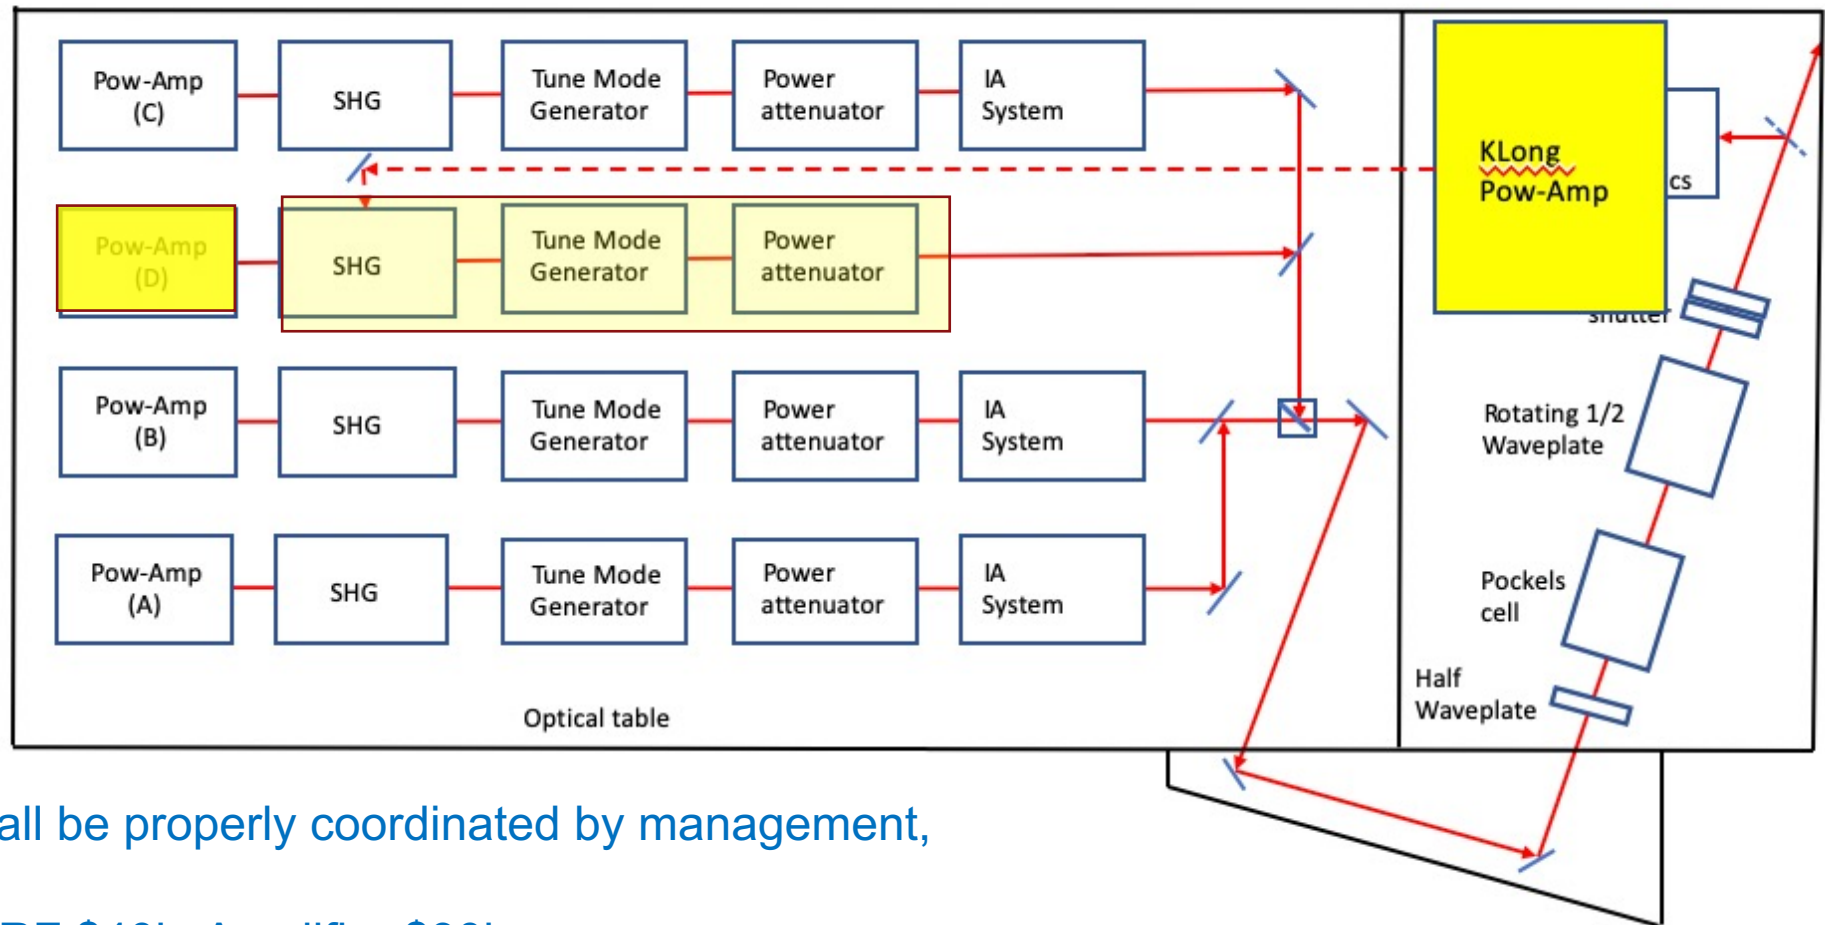 Pow-Amp
(C)
SHG
Tune Mode
Generator
Power
attenuator
IA
System
KLong
Pow-Amp
cs
Pow-Amp
(D)
SHG
Tune Mode
Generator
Power
attenuator
shutter
Pow-Amp
(B)
SHG
Tune Mode
Generator
Power
attenuator
IA
System
Rotating 1/2
Waveplate
Pow-Amp
(A)
SHG
Tune Mode
Generator
Power
attenuator
IA
System
Pockels
cell
Half
Waveplate
Optical table
all be properly coordinated by management,